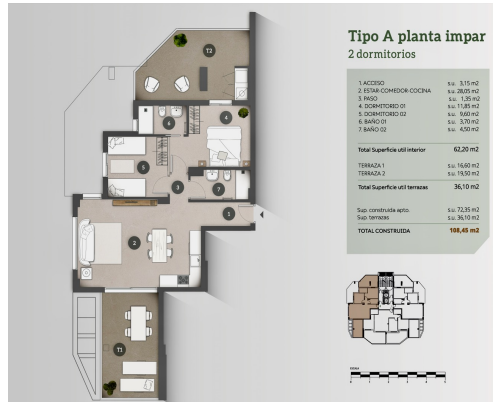 Tipo A planta impar
2 dormitorios
1. ACCESO s.u. 3,15 m2
2. ESTAR-COMEDOR-COCINA s.u. 28,05 m2
3. PASO s.u. 1,35 m2
4. DORMITORIO 01 s.u. 11,85 m2
5. DORMITORIO 02 s.u. 9,60 m2
6. BAÑO 01 s.u. 3,70 m2
7. BAÑO 02 s.u. 4,50 m2
Total Superficie util interior 62,20 m2
TERRAZA 1 s.u. 16,60 m2
TERRAZA 2 s.u. 19,50 m2
Total Superficie util terrazas 36,10 m2
Sup. construida apto. s.u. 72,35 m2
Sup. terrazas s.u. 36,10 m2
TOTAL CONSTRUIDA 108,45 m2
T2
6
4
5
3
7
1
2
T1